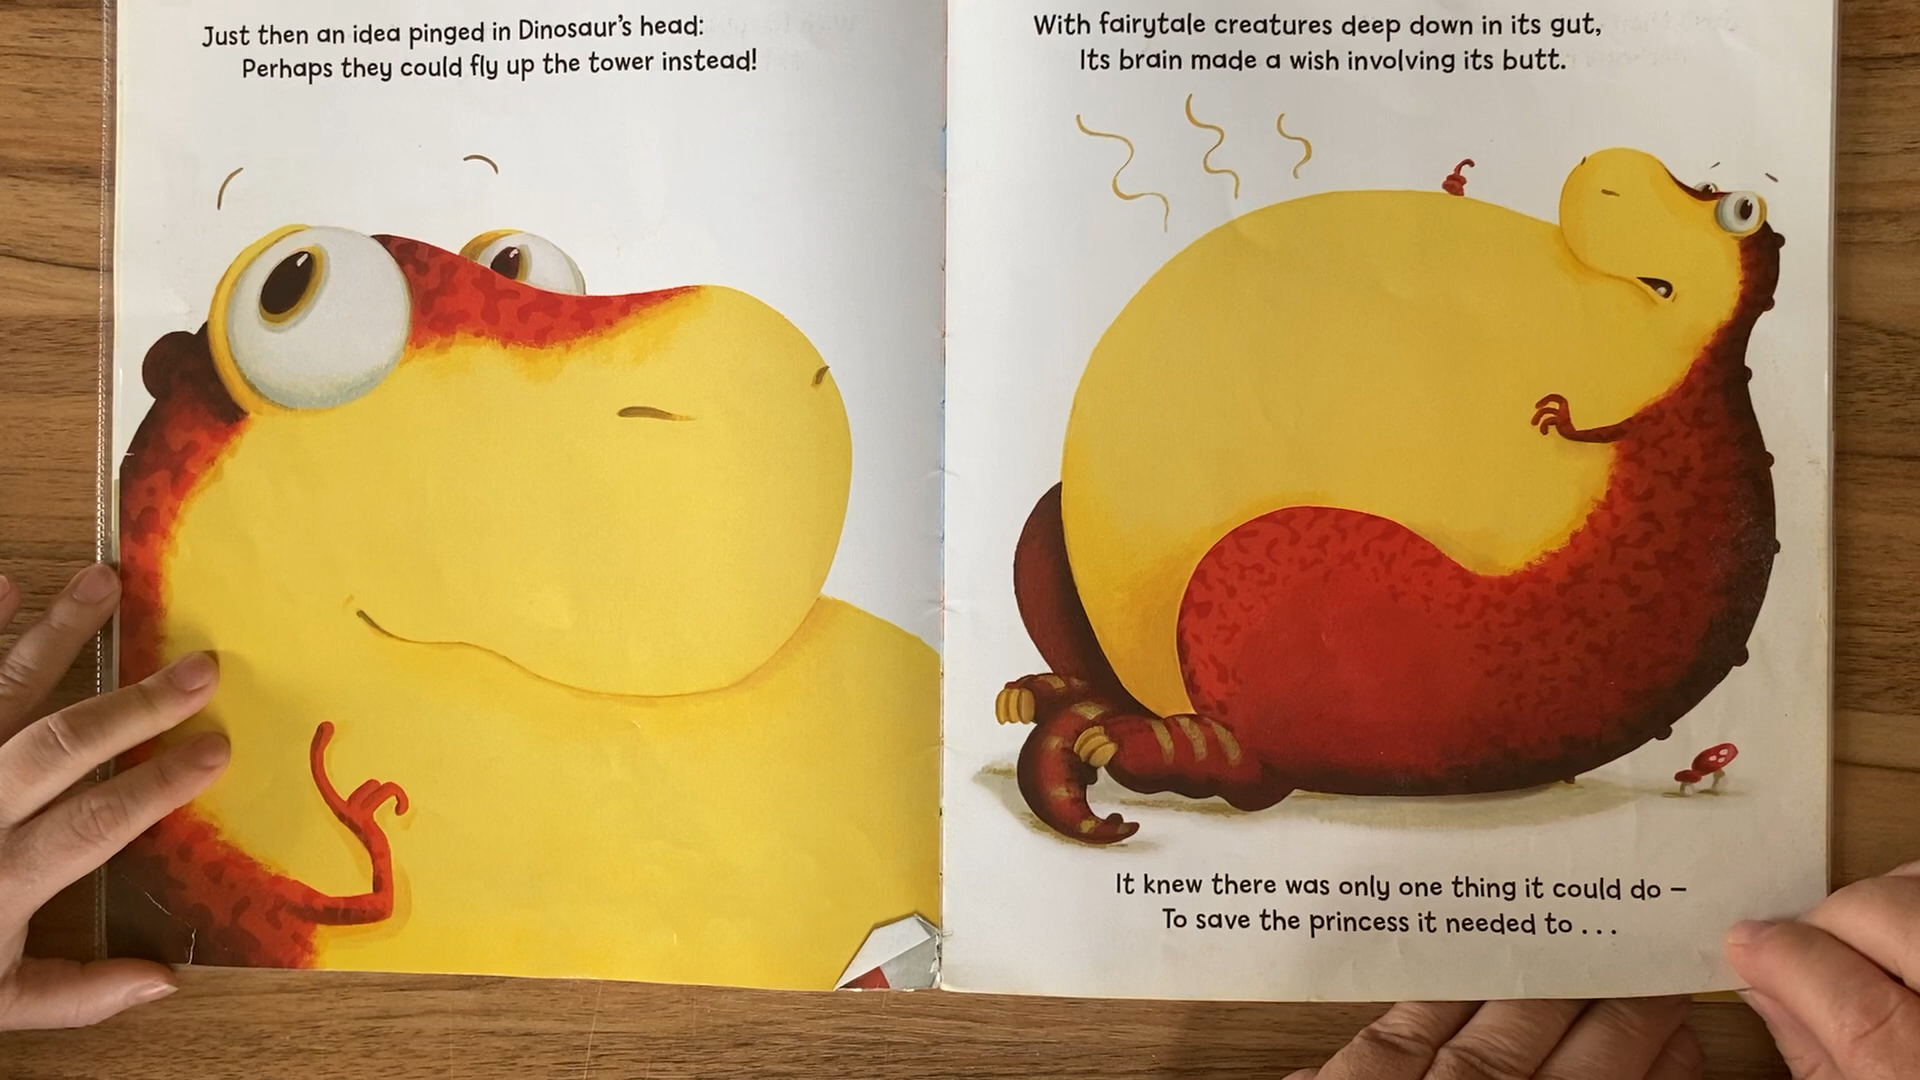 Just then an idea pinged in Dinosaur's head:
Perhaps they could fly up the tower instead!
With fairytale creatures deep down in its gut,
Its brain made a wish involving its butt.
It knew there was only one thing it could do –
To save the princess it needed to . . .